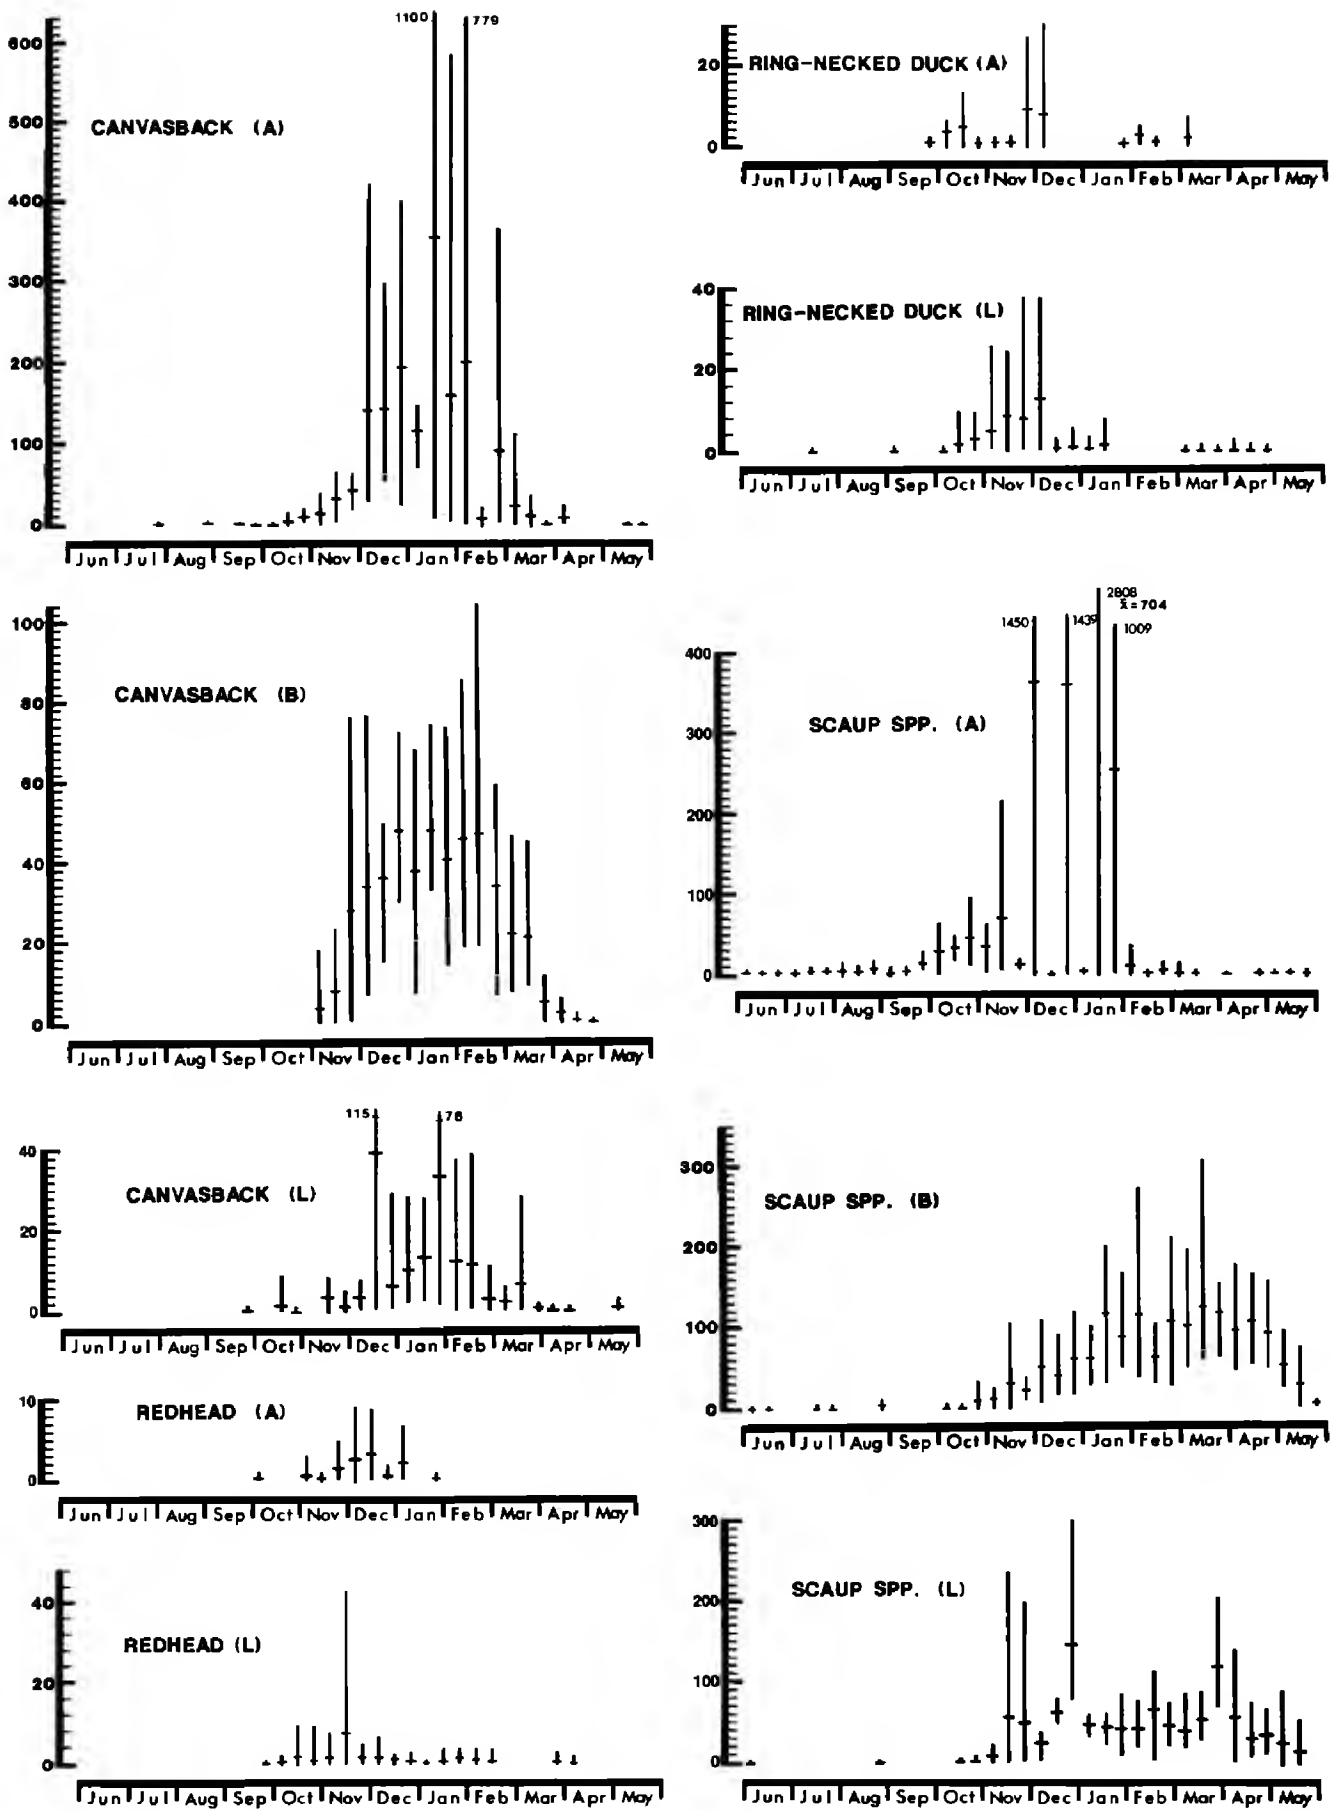 1100 779
600
500
400
300
200
100
0
CANVASBACK (A)
Jun Jul Aug Sep Oct Nov Dec Jan Feb Mar Apr May
100
80
60
40
20
0
CANVASBACK (B)
Jun Jul Aug Sep Oct Nov Dec Jan Feb Mar Apr May
115 78
40
20
0
CANVASBACK (L)
Jun Jul Aug Sep Oct Nov Dec Jan Feb Mar Apr May
10
0
REDHEAD (A)
Jun Jul Aug Sep Oct Nov Dec Jan Feb Mar Apr May
40
20
0
REDHEAD (L)
Jun Jul Aug Sep Oct Nov Dec Jan Feb Mar Apr May
20
0
RING-NECKED DUCK (A)
Jun Jul Aug Sep Oct Nov Dec Jan Feb Mar Apr May
40
20
0
RING-NECKED DUCK (L)
Jun Jul Aug Sep Oct Nov Dec Jan Feb Mar Apr May
2808
x̄=704
1450 1439 1009
400
300
200
100
0
SCAUP SPP. (A)
Jun Jul Aug Sep Oct Nov Dec Jan Feb Mar Apr May
300
200
100
0
SCAUP SPP. (B)
Jun Jul Aug Sep Oct Nov Dec Jan Feb Mar Apr May
300
200
100
0
SCAUP SPP. (L)
Jun Jul Aug Sep Oct Nov Dec Jan Feb Mar Apr May